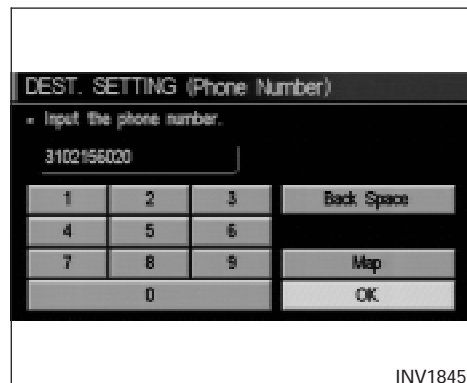 DEST. SETTING (Phone Number)
Input the phone number.
3102156020
1 2 3 Back Space
4 5 6
7 8 9 Map
0 OK
INV1845